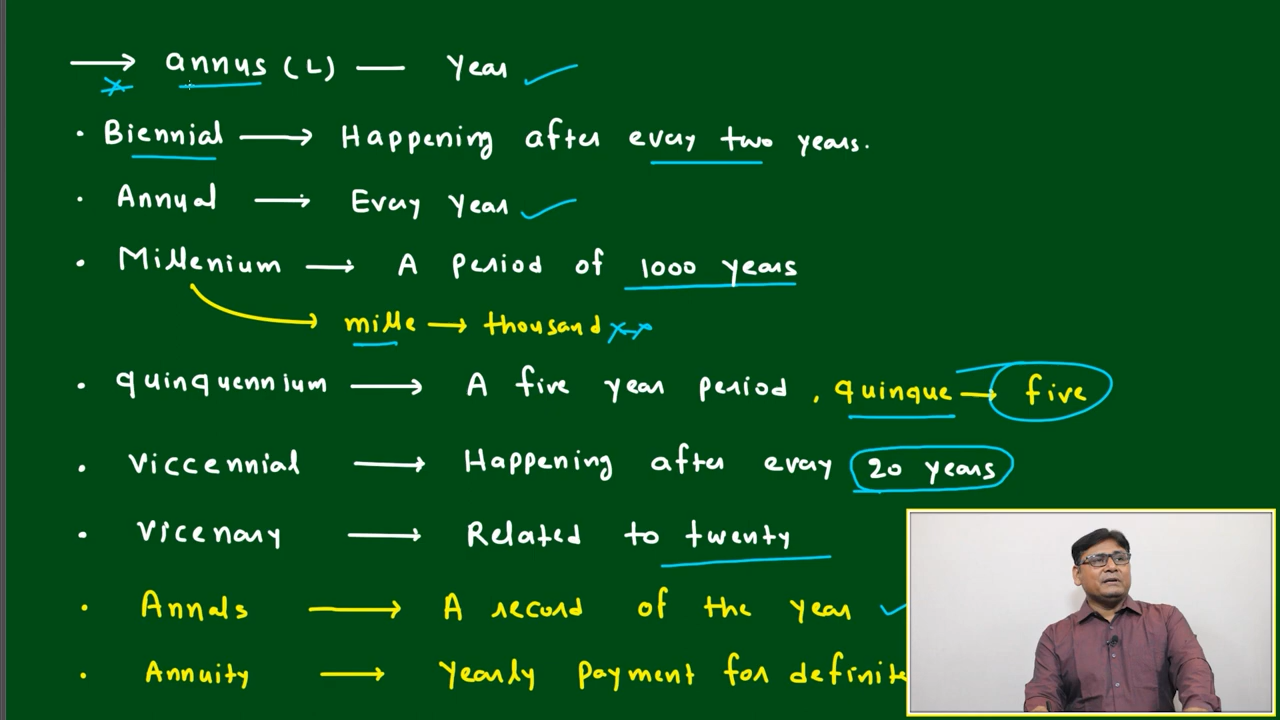 → annus (L) — Year ✓
• Biennial → Happening after every two years.
• Annual → Every Year ✓
• Millenium → A Period of 1000 years
mille → thousand
• quinquennium → A five year period, quinque → five
• Viccennial → Happening after every 20 years
• Vicenary → Related to twenty
• Annals → A record of the year ✓
• Annuity → Yearly payment for definite